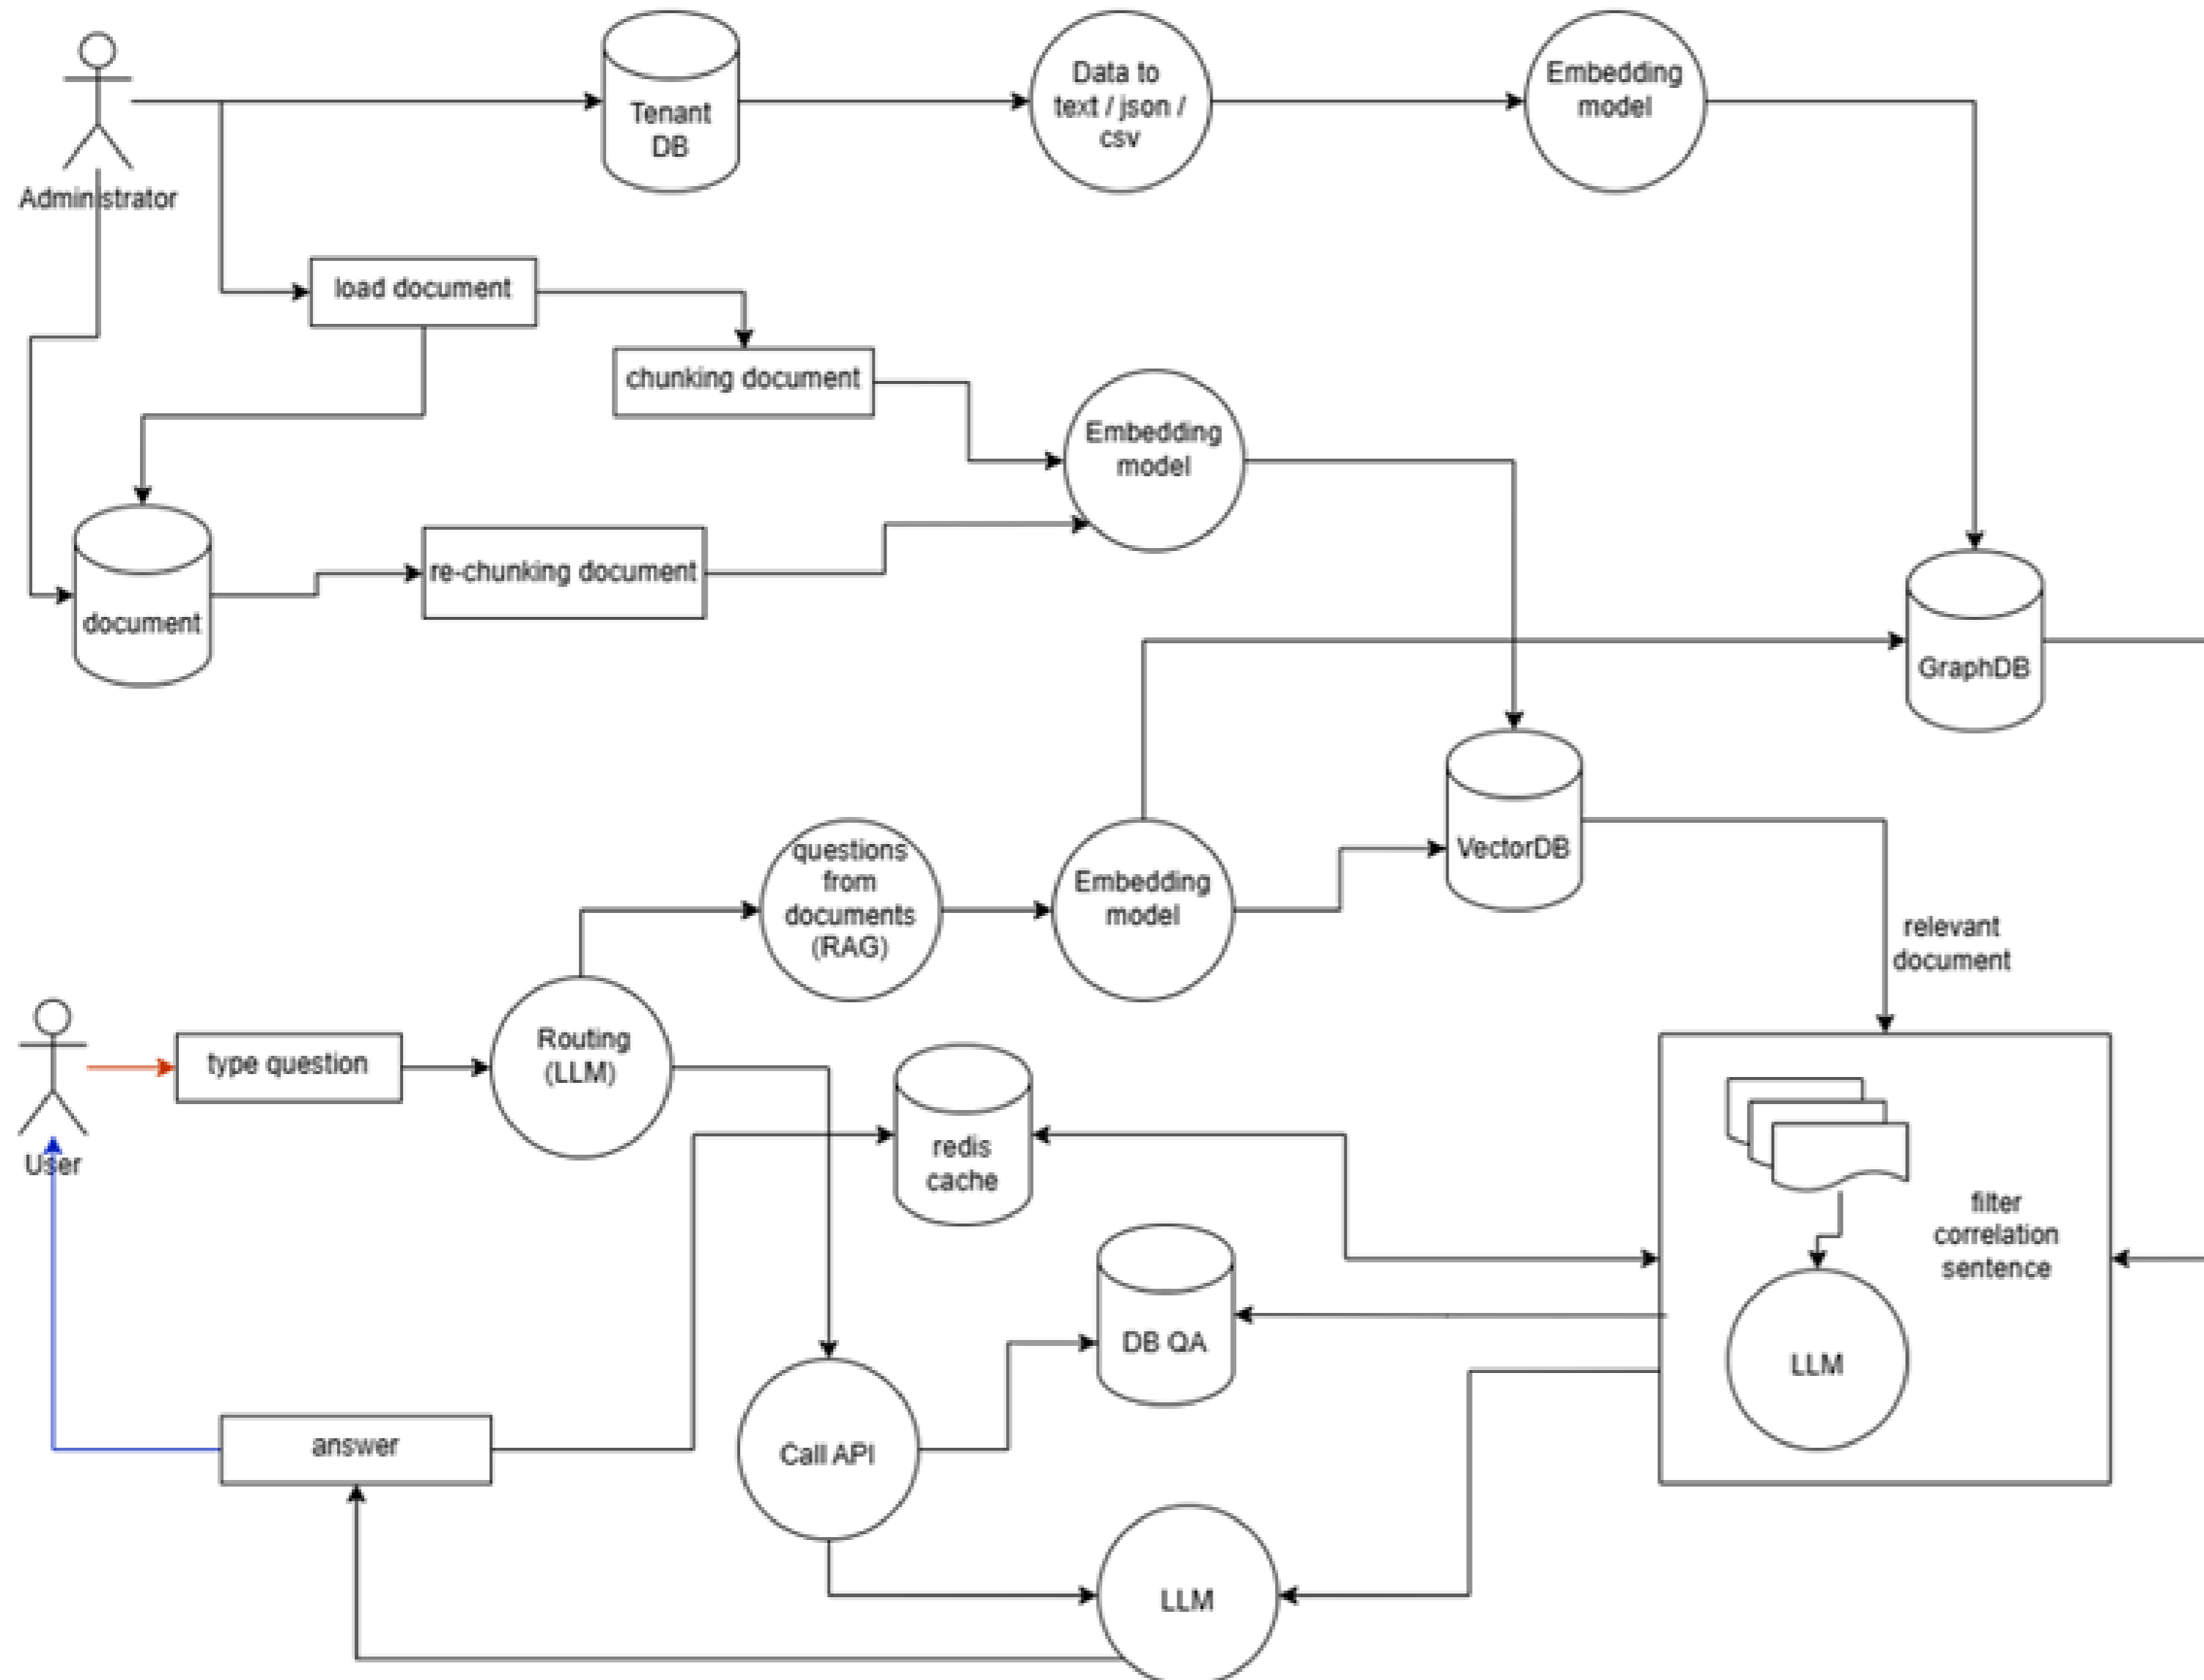 Administrator
Tenant
DB
Data to
text / json /
csv
Embedding
model
load document
chunking document
Embedding
model
document
re-chunking document
GraphDB
VectorDB
questions
from
documents
(RAG)
Embedding
model
relevant
document
User
type question
Routing
(LLM)
redis
cache
filter
correlation
sentence
DB QA
LLM
answer
Call API
LLM